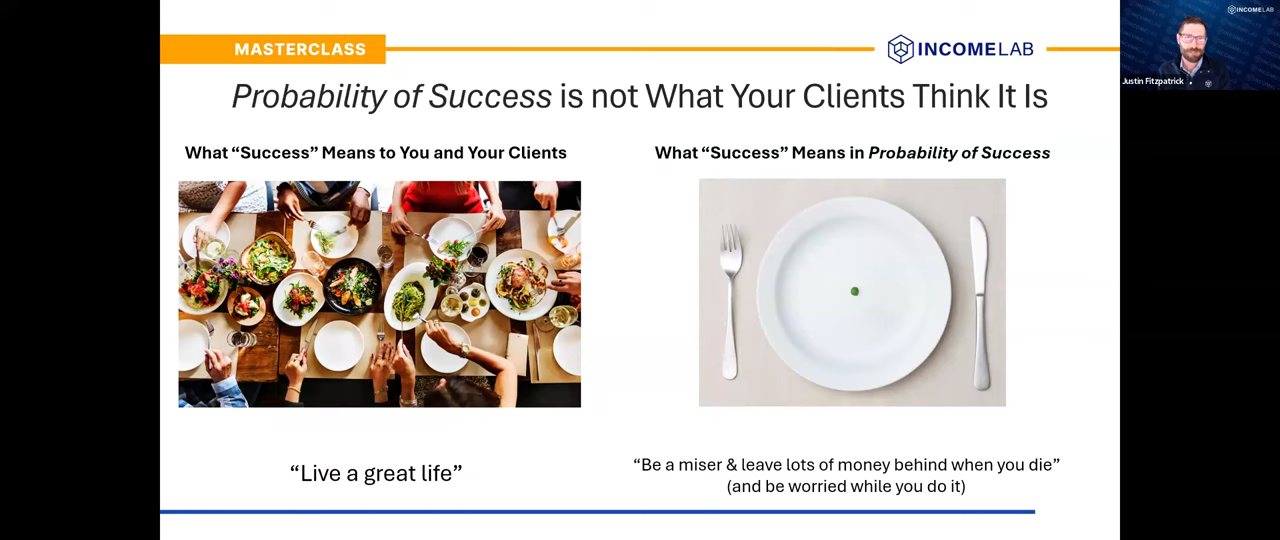 MASTERCLASS
INCOMELAB
INCOMELAB
Justin Fitzpatrick
Probability of Success is not What Your Clients Think It Is
What “Success” Means to You and Your Clients
What “Success” Means in Probability of Success
“Live a great life”
“Be a miser & leave lots of money behind when you die”
(and be worried while you do it)